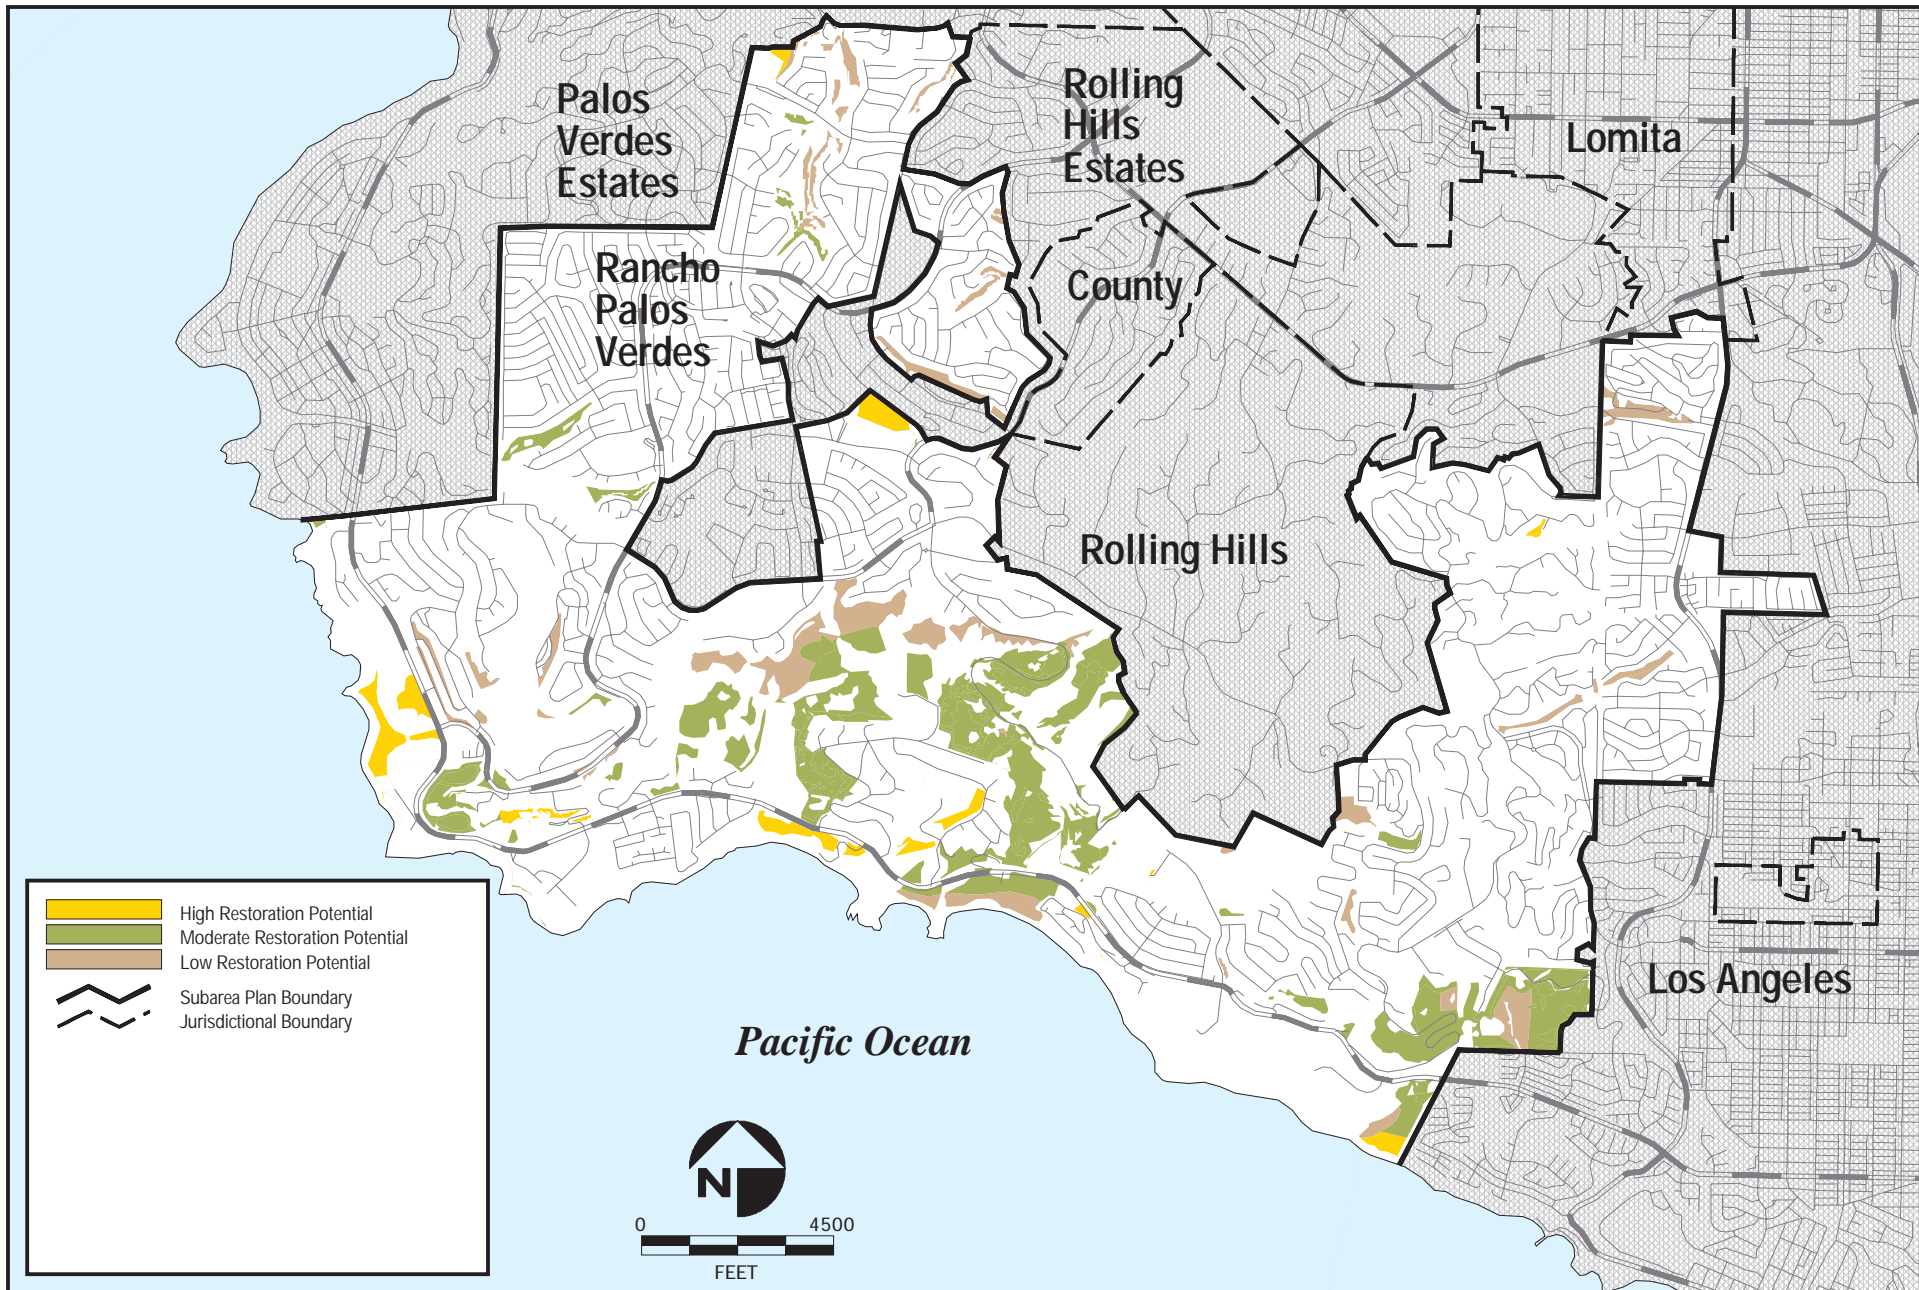 Palos
Verdes
Estates
Rolling
Hills
Estates
Lomita
Rancho
Palos
Verdes
County
Rolling Hills
Los Angeles
High Restoration Potential
Moderate Restoration Potential
Low Restoration Potential
Subarea Plan Boundary
Jurisdictional Boundary
Pacific Ocean
N
0 4500
FEET